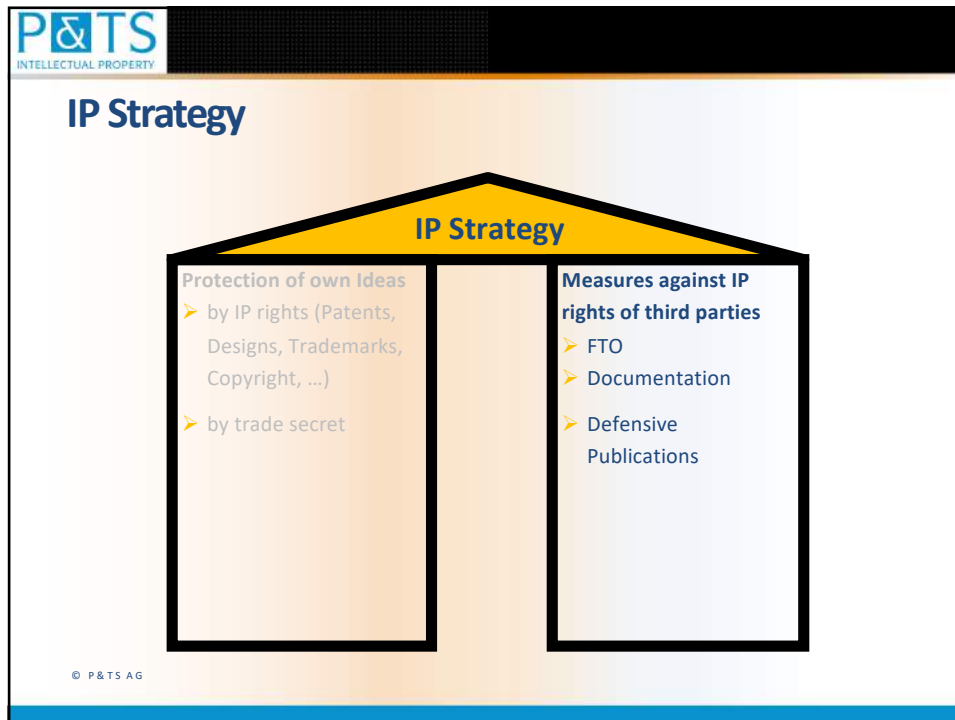 P&TS
INTELLECTUAL PROPERTY
IP Strategy
IP Strategy
Protection of own Ideas
➢ by IP rights (Patents,
Designs, Trademarks,
Copyright, …)
➢ by trade secret
Measures against IP
rights of third parties
➢ FTO
➢ Documentation
➢ Defensive
Publications
© P&TS AG